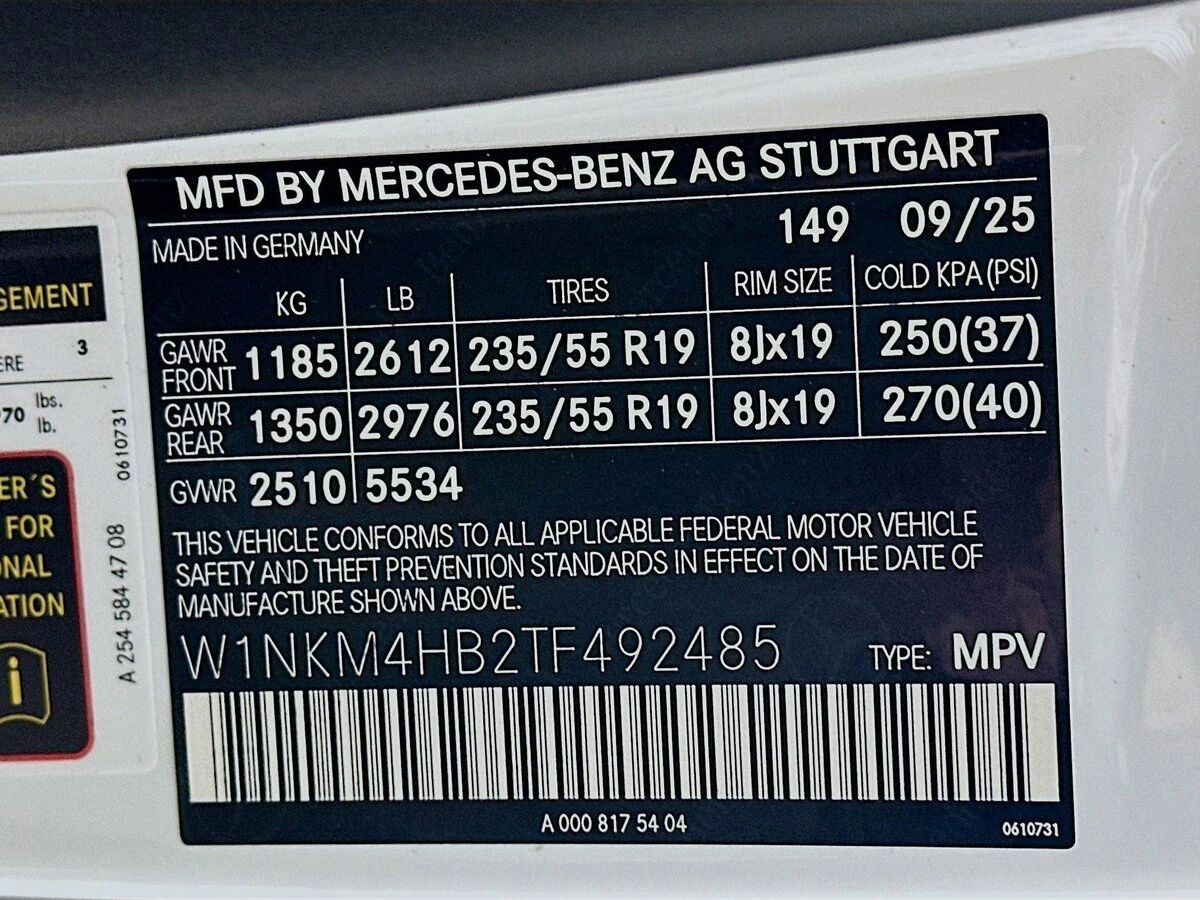 MFD BY MERCEDES-BENZ AG STUTTGART
MADE IN GERMANY 149 09/25
KG LB TIRES RIM SIZE COLD KPA (PSI)
GAWR FRONT 1185 2612 235/55 R19 8Jx19 250(37)
GAWR REAR 1350 2976 235/55 R19 8Jx19 270(40)
GVWR 2510 5534
THIS VEHICLE CONFORMS TO ALL APPLICABLE FEDERAL MOTOR VEHICLE
SAFETY AND THEFT PREVENTION STANDARDS IN EFFECT ON THE DATE OF
MANUFACTURE SHOWN ABOVE.
W1NKM4HB2TF492485 TYPE: MPV
A 000 817 54 04 0610731
GEMENT
ERE 3
70 lbs.
lb.
ER´S
FOR
ONAL
ATION
i
0610731
A 254 584 47 08